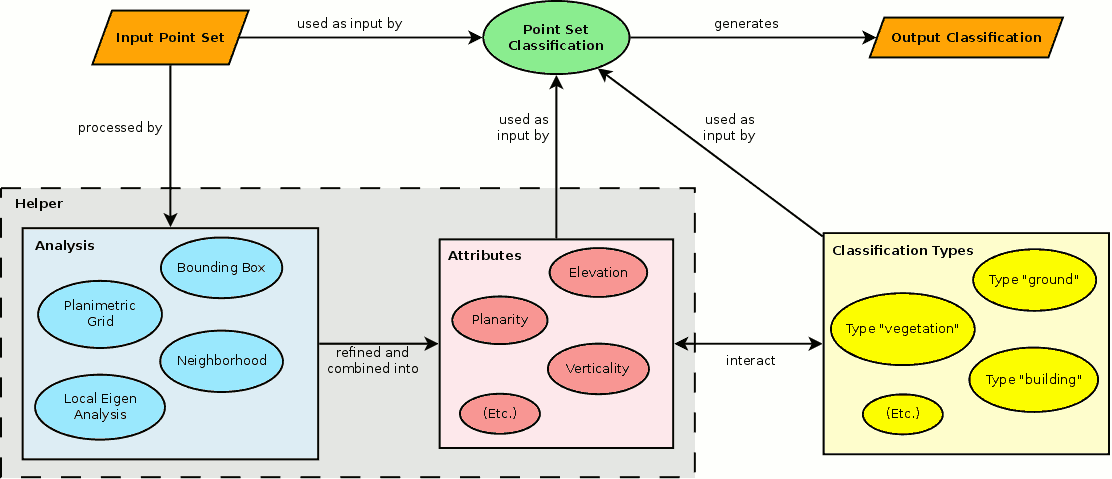 Input Point Set
used as input by
Point Set
Classification
generates
Output Classification
processed by
used as
input by
used as
input by
Helper
Analysis
Bounding Box
Planimetric
Grid
Neighborhood
Local Eigen
Analysis
refined and
combined into
Attributes
Elevation
Planarity
Verticality
(Etc.)
interact
Classification Types
Type "ground"
Type "vegetation"
Type "building"
(Etc.)